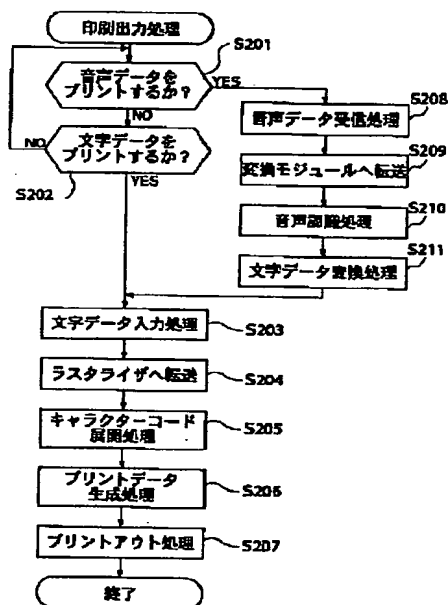 印刷出力処理
S201
音声データを
プリントするか？
YES
NO
文字データを
プリントするか？
NO
YES
S202
S208
音声データ受信処理
S209
変換モジュールへ転送
S210
音声認識処理
S211
文字データ変換処理
文字データ入力処理
S203
ラスタライザへ転送
S204
キャラクターコード
展開処理
S205
プリントデータ
生成処理
S206
プリントアウト処理
S207
終了